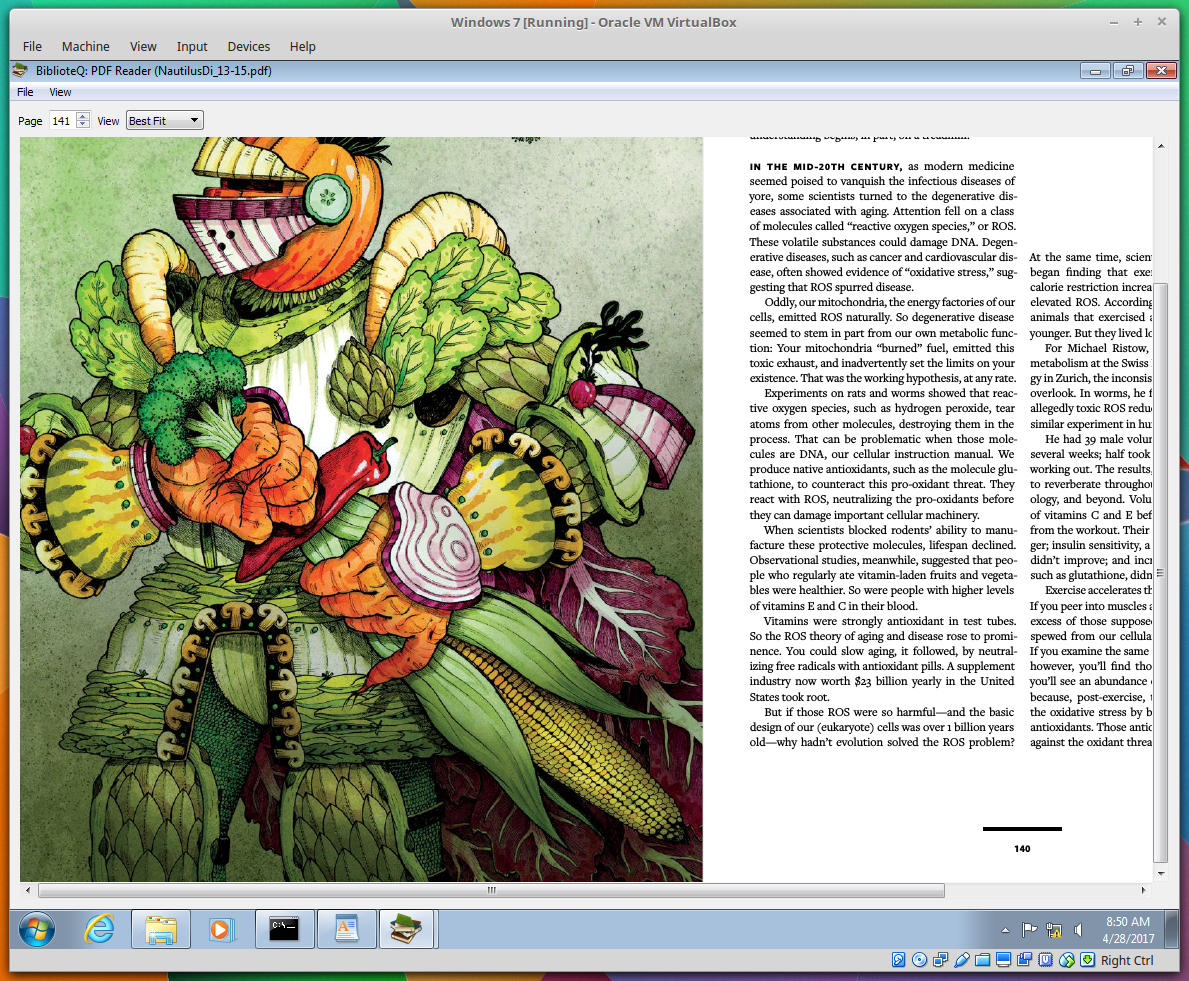 Windows 7 [Running] - Oracle VM VirtualBox
File Machine View Input Devices Help
BiblioteQ: PDF Reader (NautilusDi_13-15.pdf)
File View
Page 141 View Best Fit
understanding begins, in part, on a treadmill.
IN THE MID-20TH CENTURY, as modern medicine
seemed poised to vanquish the infectious diseases of
yore, some scientists turned to the degenerative dis-
eases associated with aging. Attention fell on a class
of molecules called “reactive oxygen species,” or ROS.
These volatile substances could damage DNA. Degen-
erative diseases, such as cancer and cardiovascular dis-
ease, often showed evidence of “oxidative stress,” sug-
gesting that ROS spurred disease.
Oddly, our mitochondria, the energy factories of our
cells, emitted ROS naturally. So degenerative disease
seemed to stem in part from our own metabolic func-
tion: Your mitochondria “burned” fuel, emitted this
toxic exhaust, and inadvertently set the limits on your
existence. That was the working hypothesis, at any rate.
Experiments on rats and worms showed that reac-
tive oxygen species, such as hydrogen peroxide, tear
atoms from other molecules, destroying them in the
process. That can be problematic when those mole-
cules are DNA, our cellular instruction manual. We
produce native antioxidants, such as the molecule glu-
tathione, to counteract this pro-oxidant threat. They
react with ROS, neutralizing the pro-oxidants before
they can damage important cellular machinery.
When scientists blocked rodents’ ability to manu-
facture these protective molecules, lifespan declined.
Observational studies, meanwhile, suggested that peo-
ple who regularly ate vitamin-laden fruits and vegeta-
bles were healthier. So were people with higher levels
of vitamins E and C in their blood.
Vitamins were strongly antioxidant in test tubes.
So the ROS theory of aging and disease rose to promi-
nence. You could slow aging, it followed, by neutral-
izing free radicals with antioxidant pills. A supplement
industry now worth $23 billion yearly in the United
States took root.
But if those ROS were so harmful—and the basic
design of our (eukaryote) cells was over 1 billion years
old—why hadn’t evolution solved the ROS problem?
At the same time, scien
began finding that exe
calorie restriction increa
elevated ROS. According
animals that exercised a
younger. But they lived lo
For Michael Ristow,
metabolism at the Swiss
gy in Zurich, the inconsis
overlook. In worms, he f
allegedly toxic ROS redu
similar experiment in hu
He had 39 male volun
several weeks; half took
working out. The results,
to reverberate throughou
ology, and beyond. Volu
of vitamins C and E bef
from the workout. Their
ger; insulin sensitivity, a
didn’t improve; and incr
such as glutathione, didn
Exercise accelerates th
If you peer into muscles a
excess of those suppose
spewed from our cellula
If you examine the same
however, you’ll find tho
you’ll see an abundance
because, post-exercise,
the oxidative stress by b
antioxidants. Those antio
against the oxidant threa
140
C:\
8:50 AM
4/28/2017
Right Ctrl